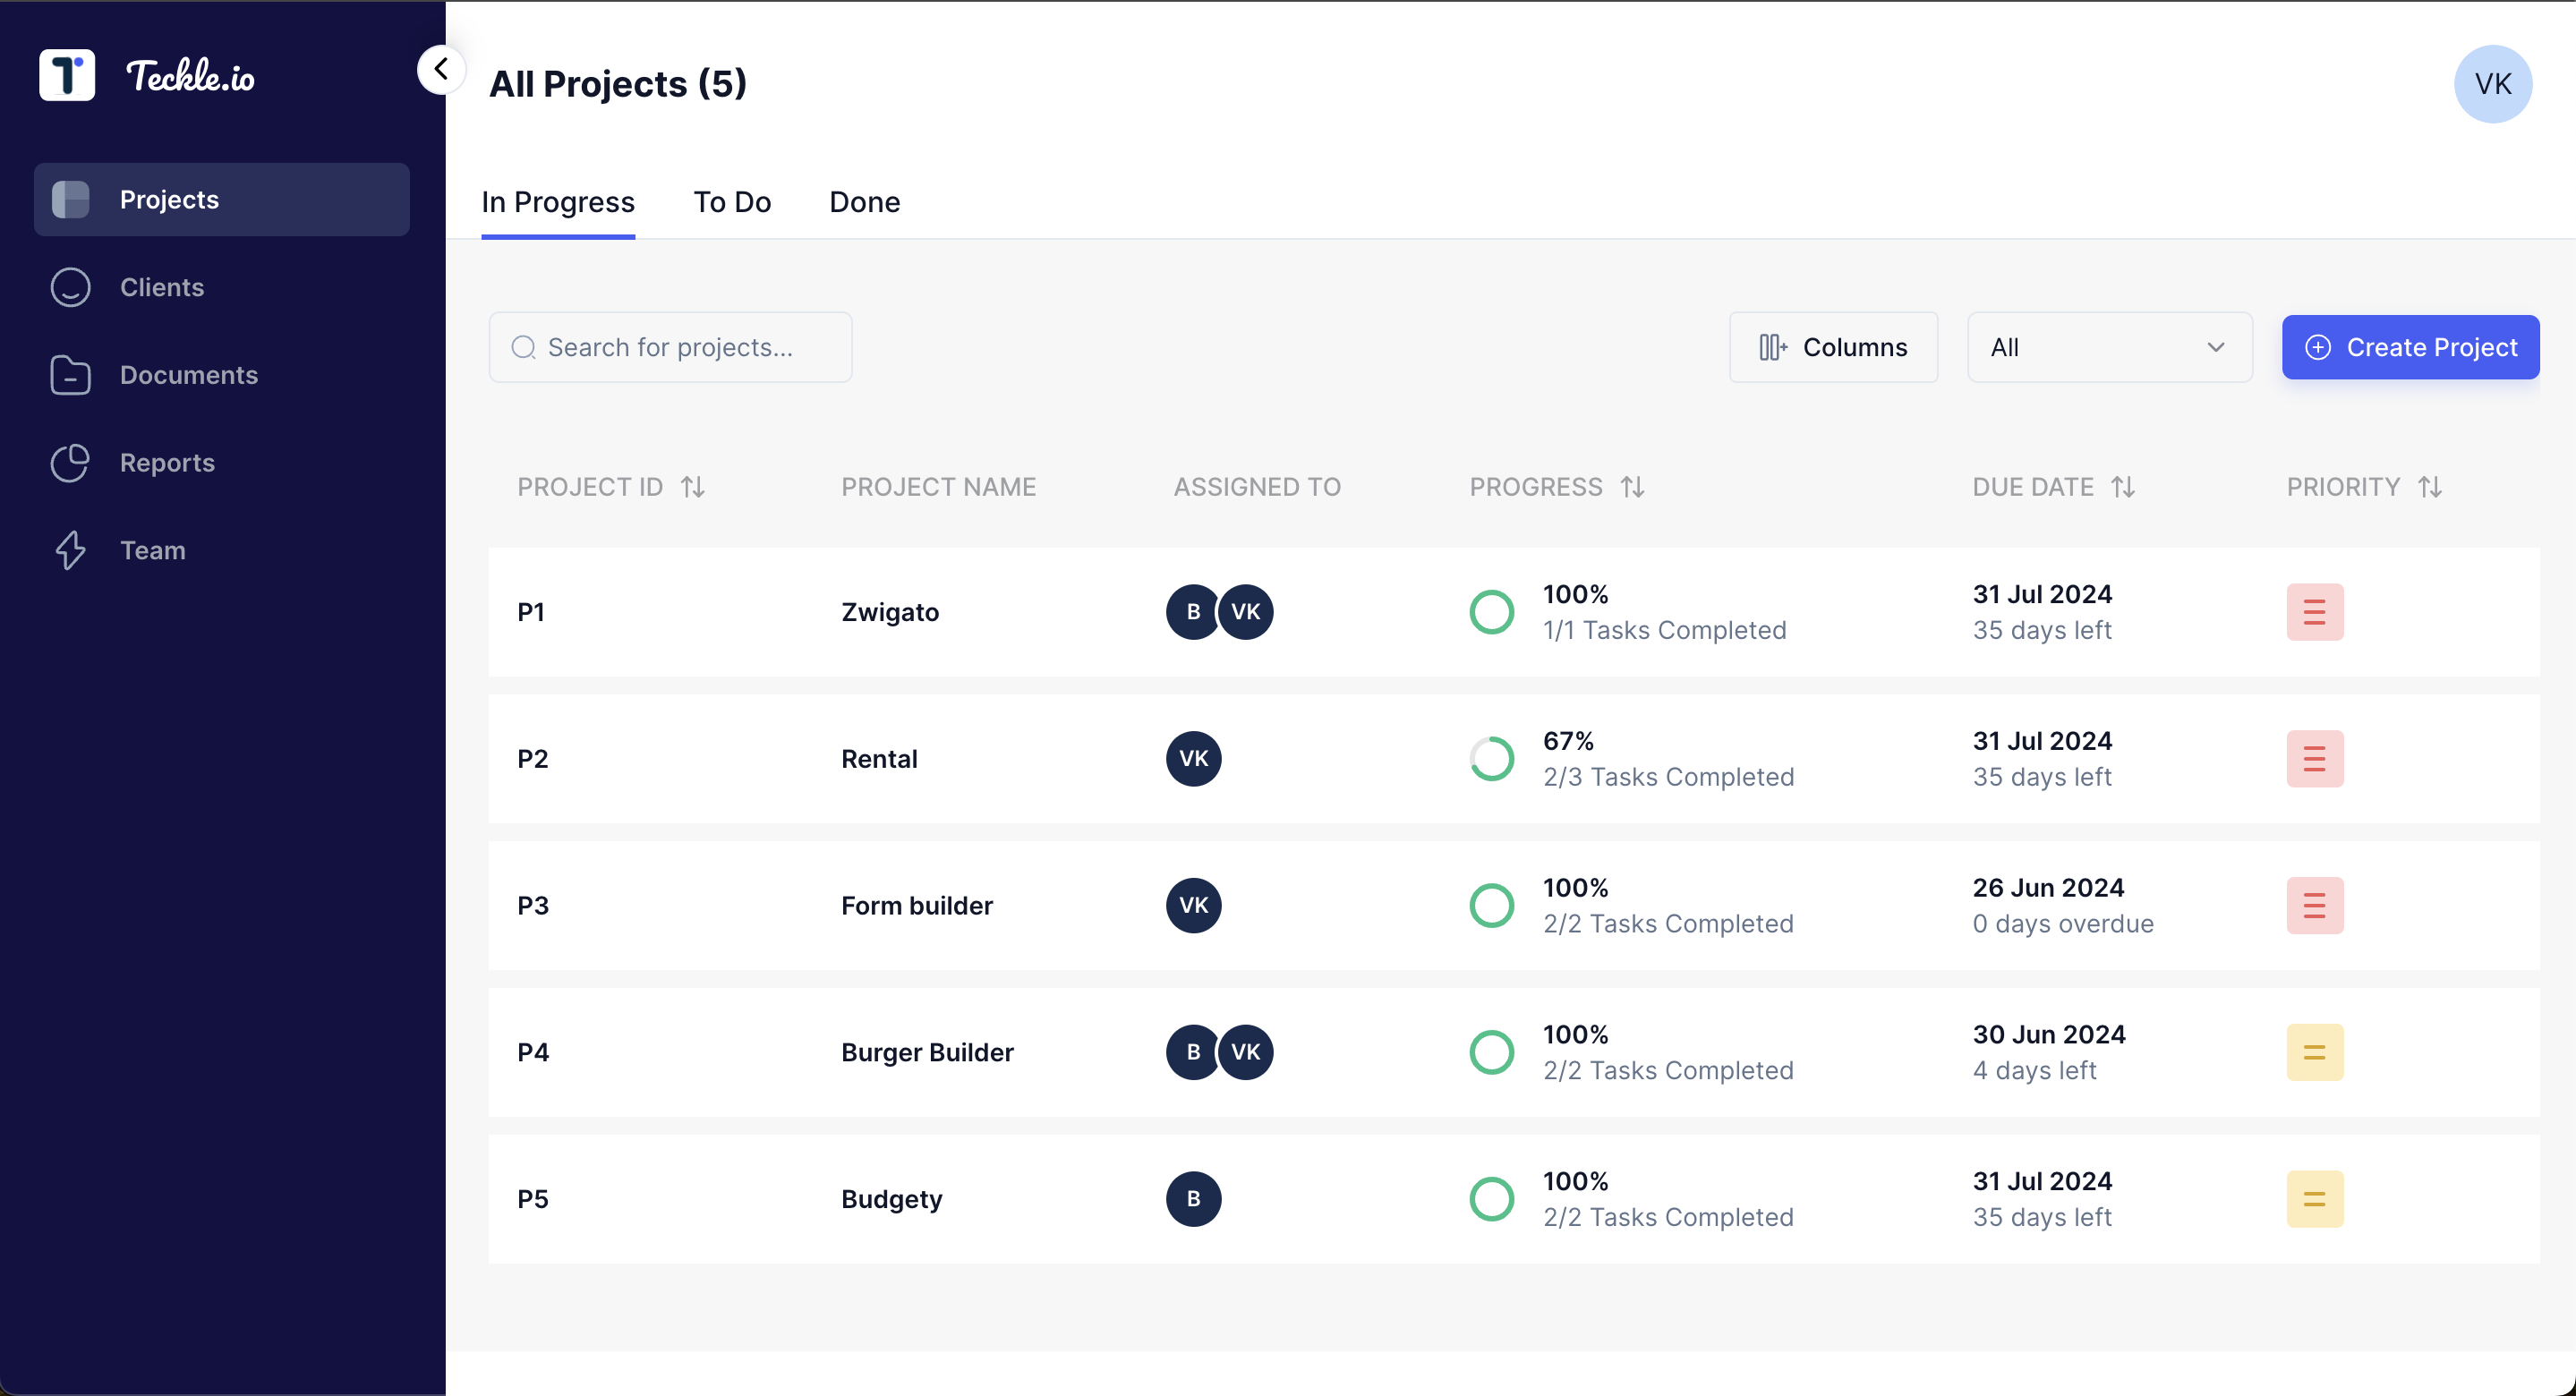 Teckle.io
All Projects (5)
VK
Projects
Clients
Documents
Reports
Team
In Progress To Do Done
Search for projects...
Columns
All
Create Project
PROJECT ID PROJECT NAME ASSIGNED TO PROGRESS DUE DATE PRIORITY
P1 Zwigato B VK 100% 31 Jul 2024
1/1 Tasks Completed 35 days left
P2 Rental VK 67% 31 Jul 2024
2/3 Tasks Completed 35 days left
P3 Form builder VK 100% 26 Jun 2024
2/2 Tasks Completed 0 days overdue
P4 Burger Builder B VK 100% 30 Jun 2024
2/2 Tasks Completed 4 days left
P5 Budgety B 100% 31 Jul 2024
2/2 Tasks Completed 35 days left